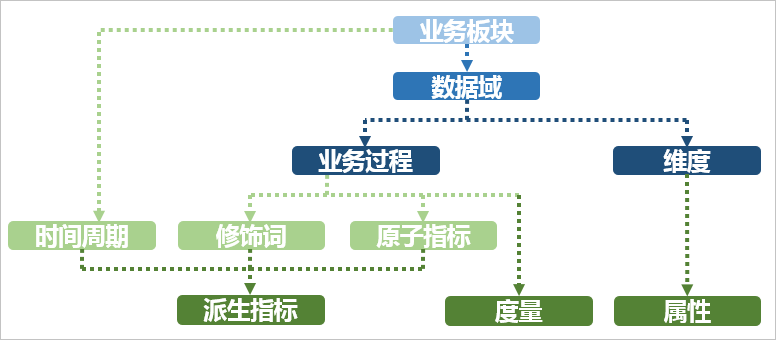 业务板块
数据域
业务过程
维度
时间周期
修饰词
原子指标
派生指标
度量
属性